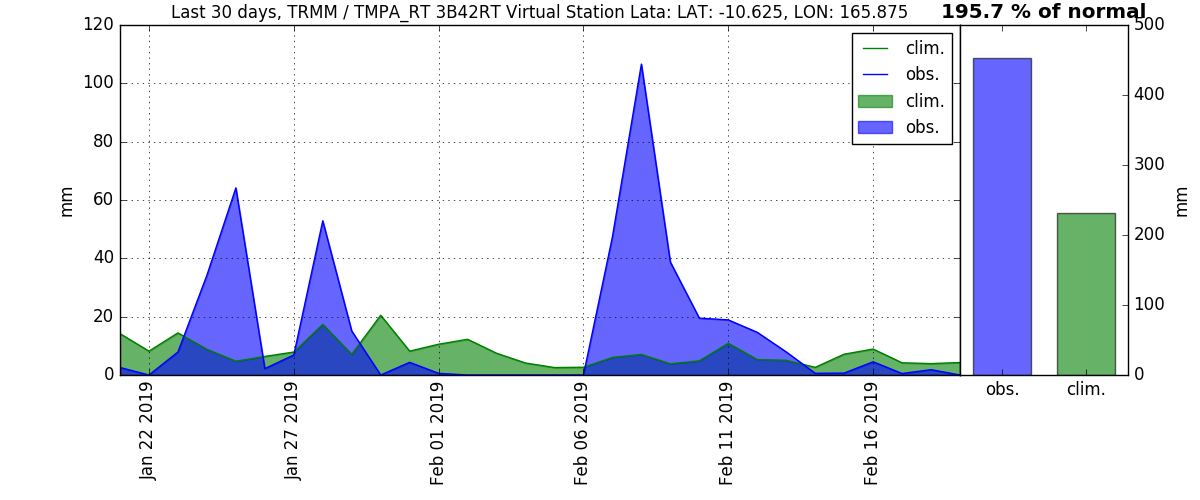 Last 30 days, TRMM / TMPA_RT 3B42RT Virtual Station Lata: LAT: -10.625, LON: 165.875
195.7 % of normal
120
100
80
60
40
20
0
mm
clim.
obs.
clim.
obs.
500
400
300
200
100
0
mm
obs.
clim.
Jan 22 2019
Jan 27 2019
Feb 01 2019
Feb 06 2019
Feb 11 2019
Feb 16 2019